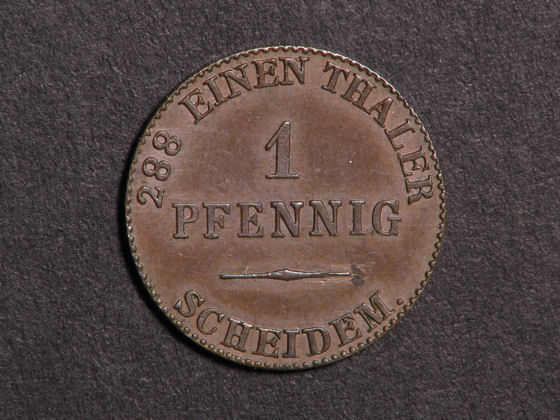 288 EINEN THALER
1
PFENNIG
SCHEIDEM.